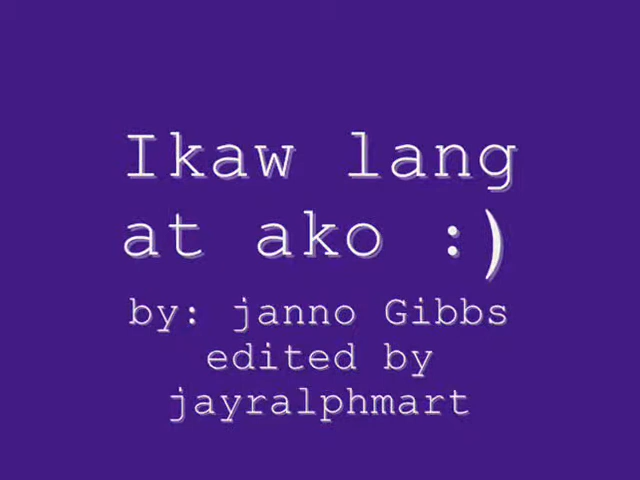 Ikaw lang
at ako :)
by: janno Gibbs
edited by
jayralphmart